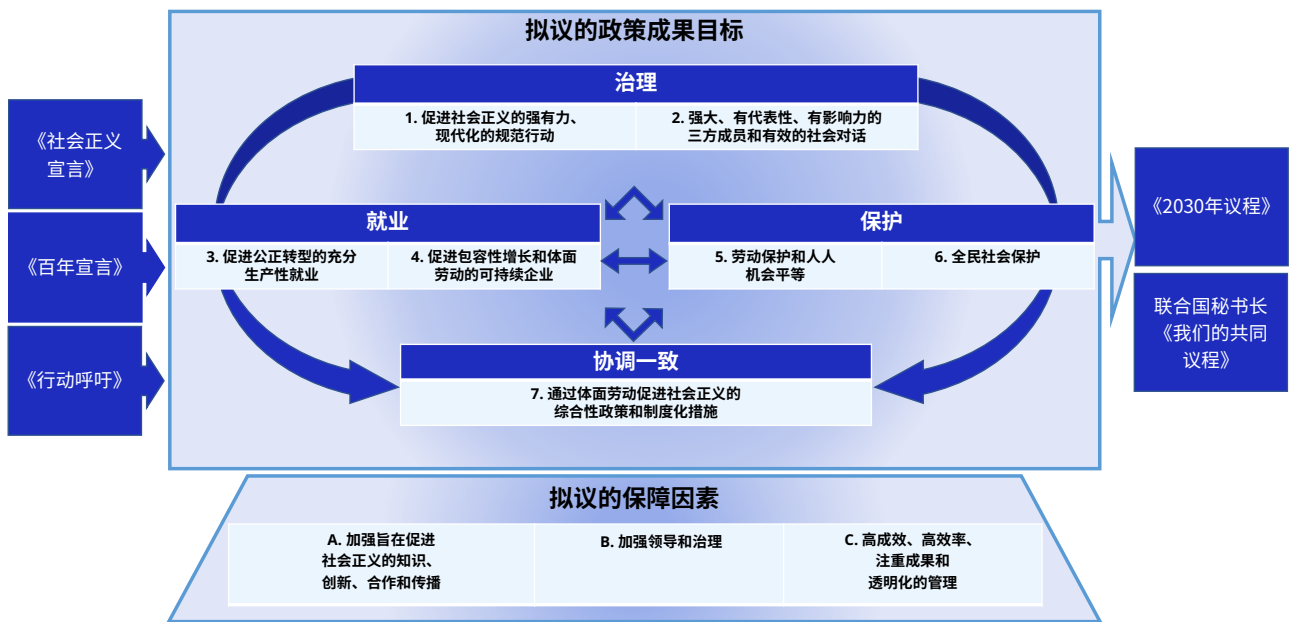 拟议的政策成果目标
治理
1. 促进社会正义的强有力、
现代化的规范行动
2. 强大、有代表性、有影响力的
三方成员和有效的社会对话
《社会正义
宣言》
《百年宣言》
《行动呼吁》
就业
3. 促进公正转型的充分
生产性就业
4. 促进包容性增长和体面
劳动的可持续企业
保护
5. 劳动保护和人人
机会平等
6. 全民社会保护
协调一致
7. 通过体面劳动促进社会正义的
综合性政策和制度化措施
《2030年议程》
联合国秘书长
《我们的共同
议程》
拟议的保障因素
A. 加强旨在促进
社会正义的知识、
创新、合作和传播
B. 加强领导和治理
C. 高成效、高效率、
注重成果和
透明化的管理